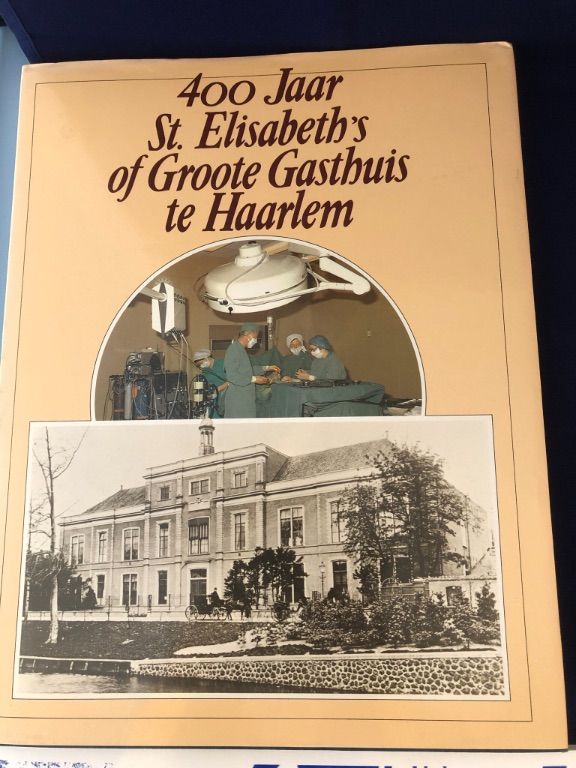 400 Jaar
St. Elisabeth's
of Groote Gasthuis
te Haarlem